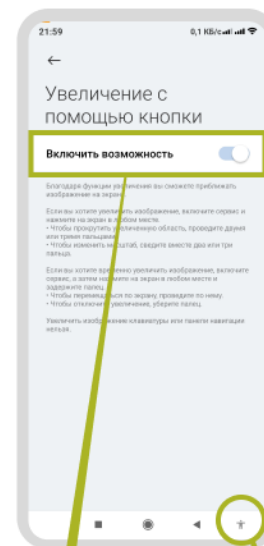 21:59
0,1 КБ/с
Увеличение с
помощью кнопки
Включить возможность
Благодаря функции увеличения вы сможете приближать
изображение на экране.
Если вы хотите увеличить изображение, включите сервис и
нажмите на экран в любом месте.
• Чтобы прокрутить увеличенную область, проведите двумя
или тремя пальцами.
• Чтобы изменить масштаб, сведите вместе два или три
пальца.
Если вы хотите временно увеличить изображение, включите
сервис, а затем нажмите на экран в любом месте и
задержите палец.
• Чтобы перемещаться по экрану, проведите по нему.
• Чтобы отключить увеличение, уберите палец.
Увеличить изображение клавиатуры или панели навигации
нельзя.